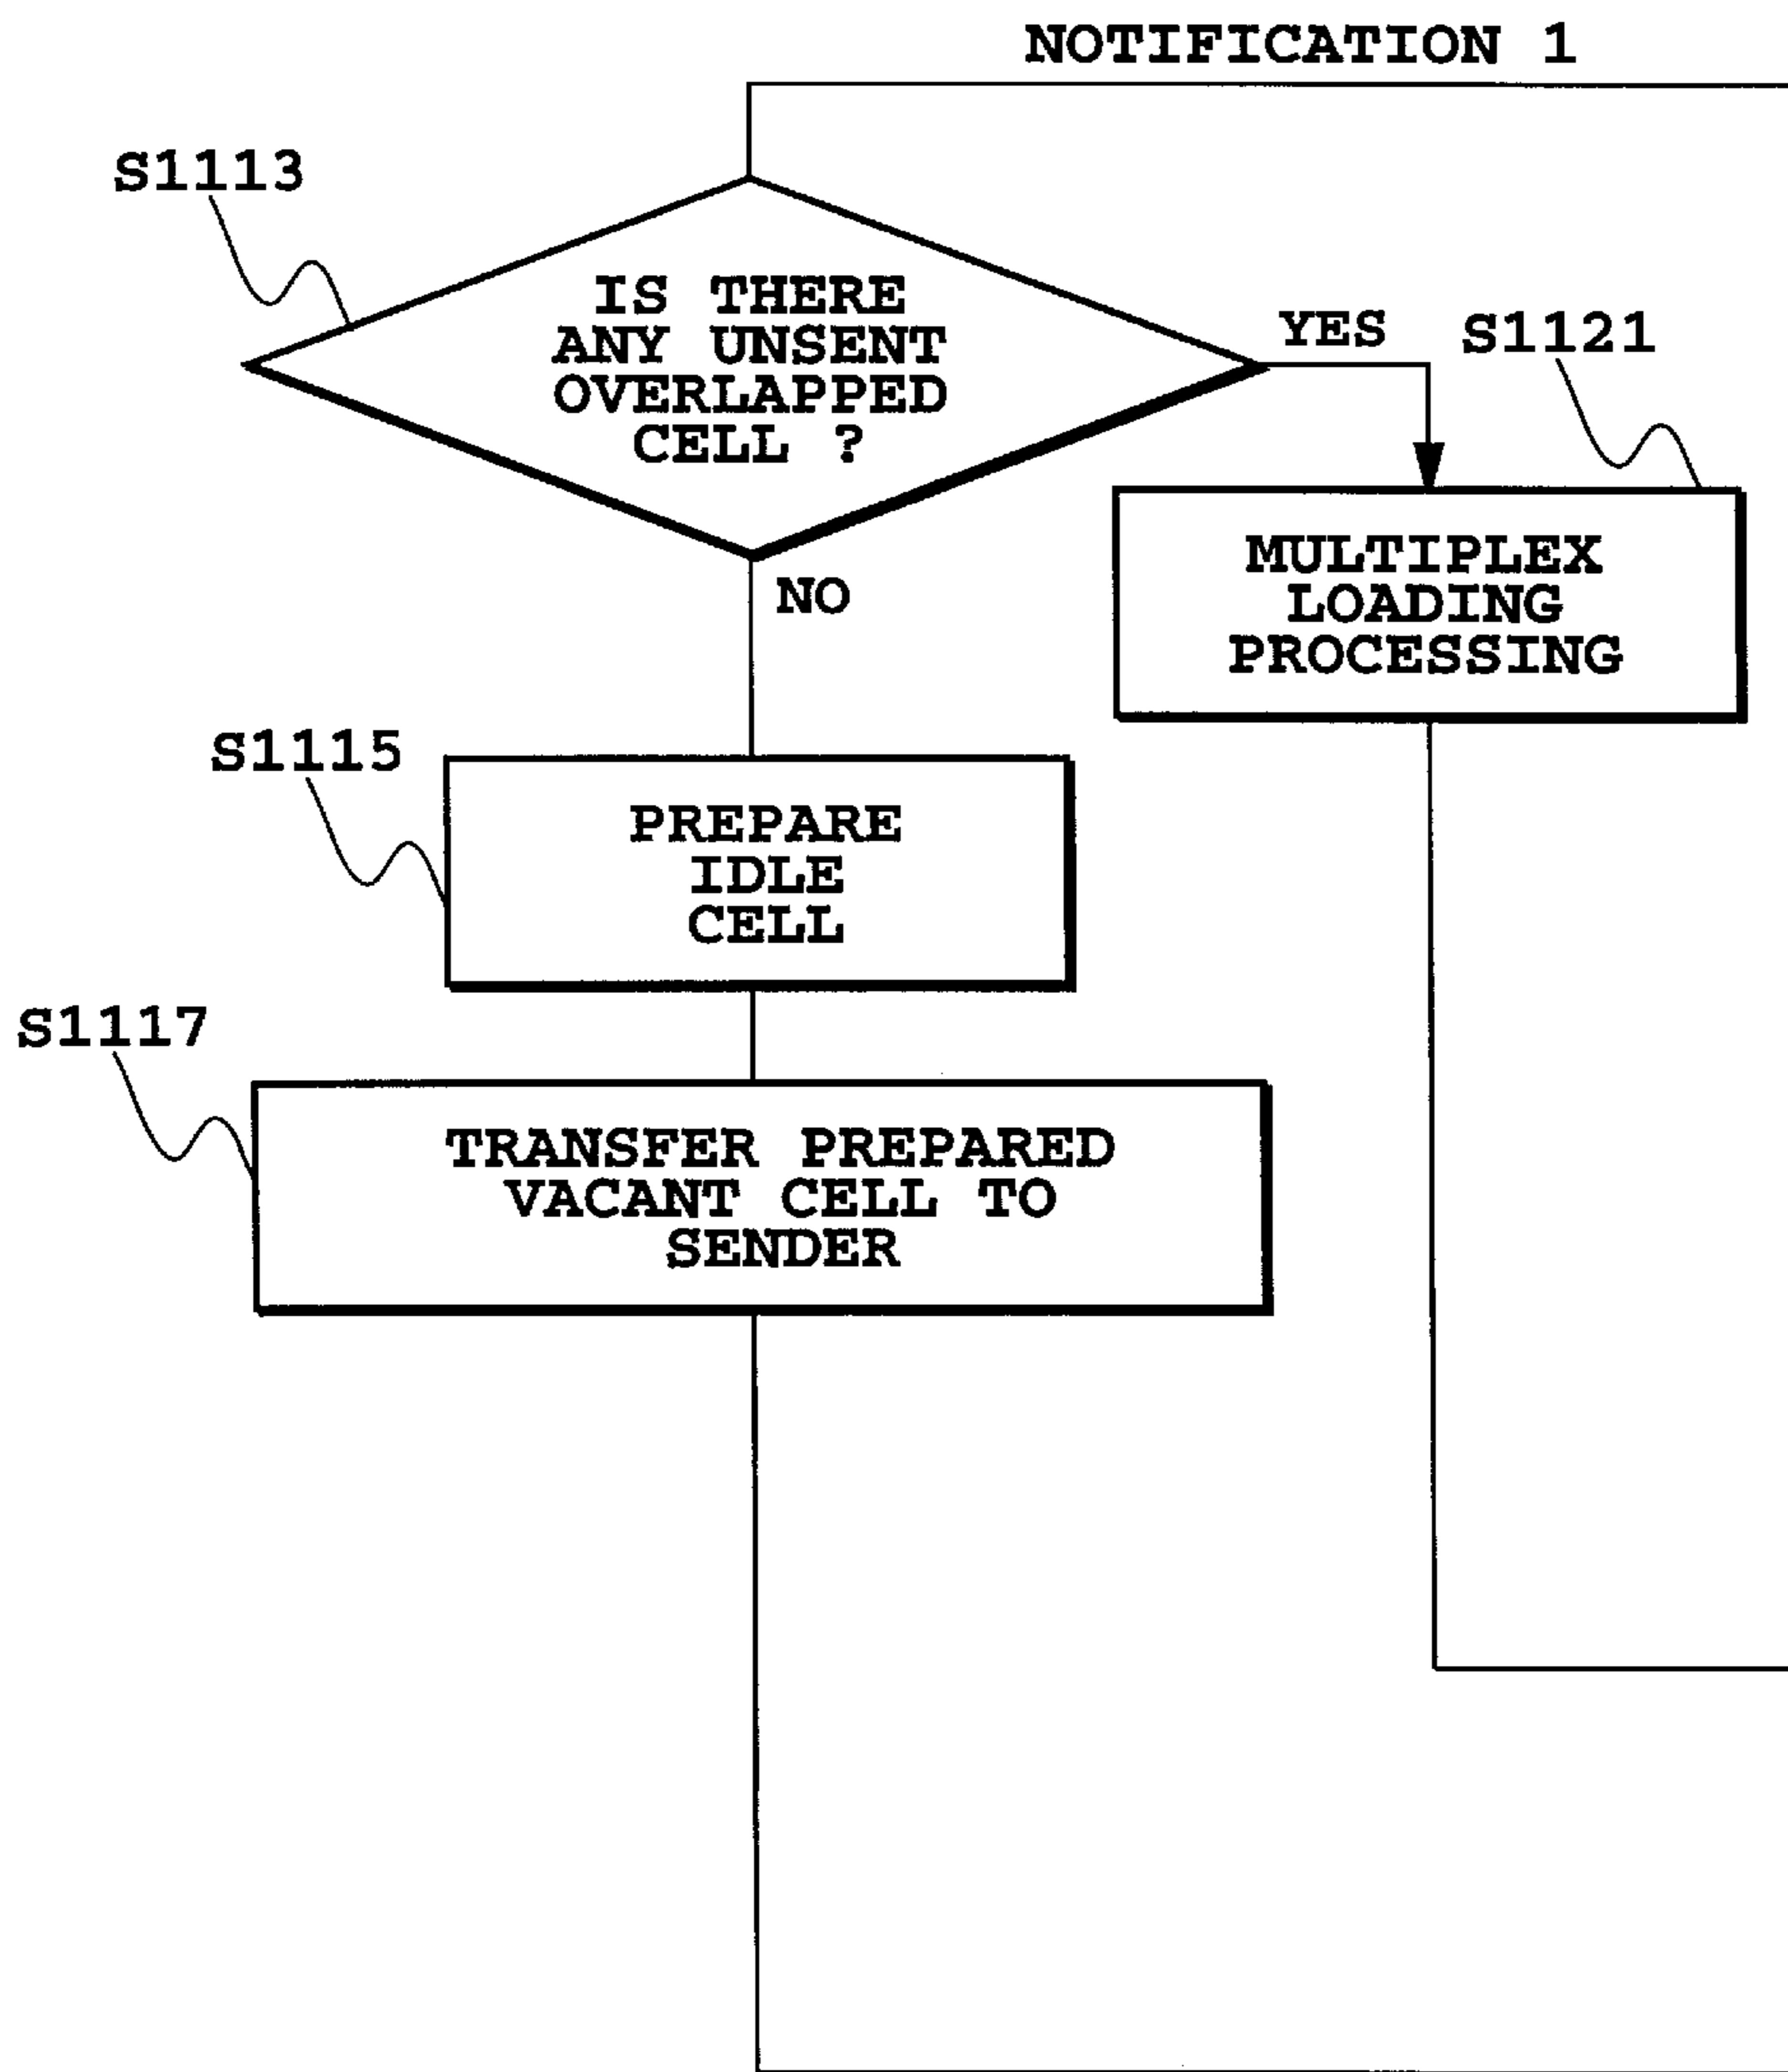 NOTIFICATION 1
S1113
IS THERE
ANY UNSENT
OVERLAPPED
CELL ?
YES
S1121
MULTIPLEX
LOADING
PROCESSING
NO
S1115
PREPARE
IDLE
CELL
S1117
TRANSFER PREPARED
VACANT CELL TO
SENDER